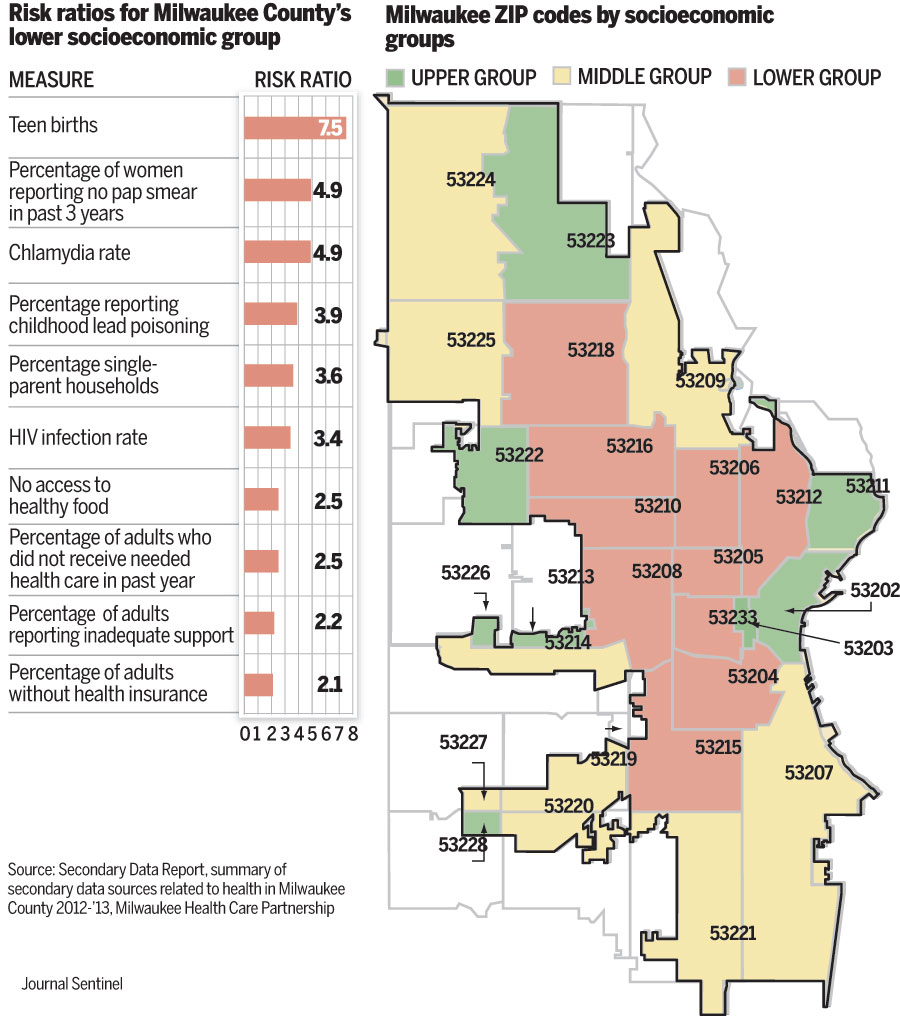 Risk ratios for Milwaukee County’s
lower socioeconomic group
MEASURE RISK RATIO
Teen births 7.5
Percentage of women
reporting no pap smear
in past 3 years
4.9
Chlamydia rate 4.9
Percentage reporting
childhood lead poisoning
3.9
Percentage single-
parent households
3.6
HIV infection rate 3.4
No access to
healthy food
2.5
Percentage of adults who
did not receive needed
health care in past year
2.5
Percentage of adults
reporting inadequate support
2.2
Percentage of adults
without health insurance
2.1
0 1 2 3 4 5 6 7 8
Source: Secondary Data Report, summary of
secondary data sources related to health in Milwaukee
County 2012-’13, Milwaukee Health Care Partnership
Journal Sentinel
Milwaukee ZIP codes by socioeconomic
groups
UPPER GROUP MIDDLE GROUP LOWER GROUP
53224
53223
53225
53218
53209
53222
53216
53206
53212
53211
53210
53205
53226
53213
53208
53202
53233
53203
53214
53204
53227
53219
53215
53207
53220
53228
53221